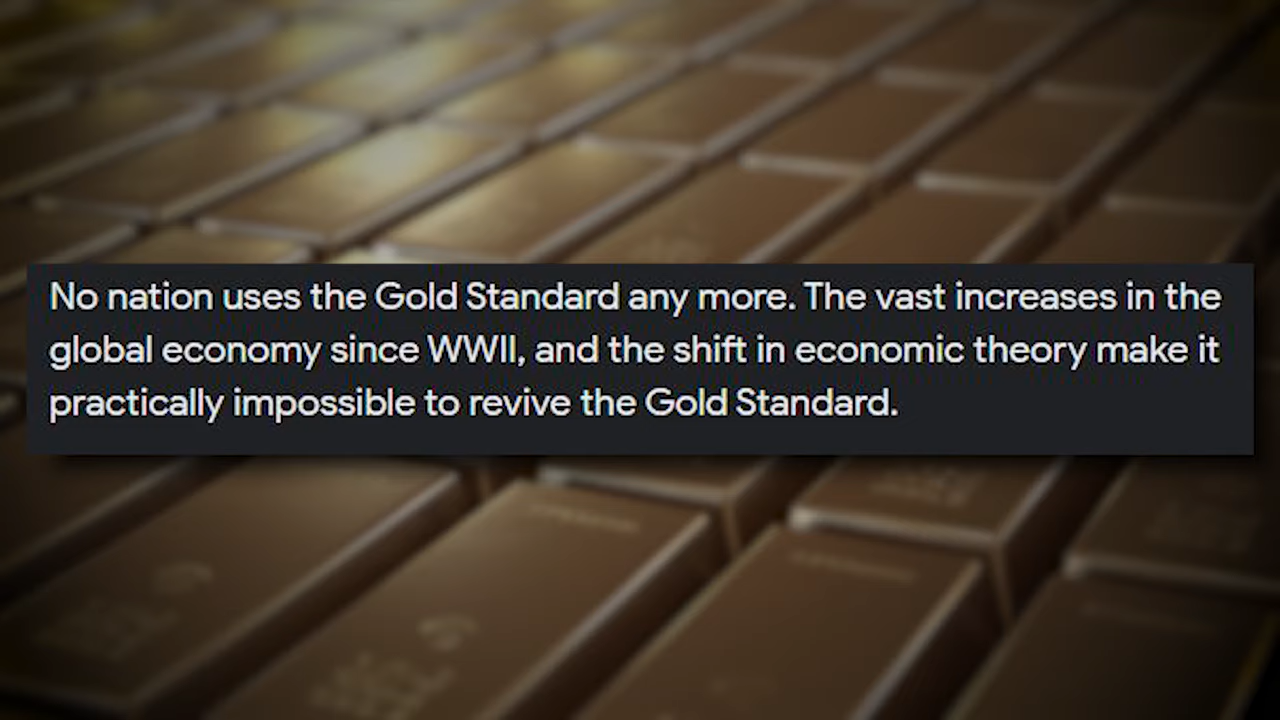 No nation uses the Gold Standard any more. The vast increases in the
global economy since WWII, and the shift in economic theory make it
practically impossible to revive the Gold Standard.